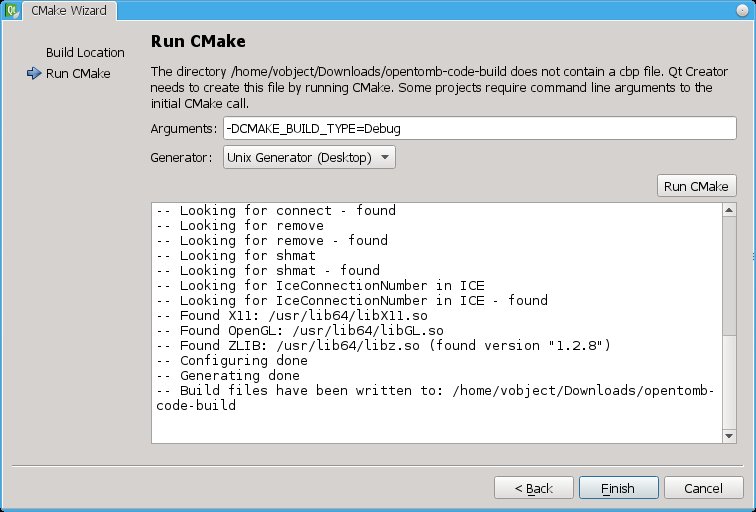 Qt
CMake Wizard
Build Location
Run CMake
Run CMake
The directory /home/vobject/Downloads/opentomb-code-build does not contain a cbp file. Qt Creator
needs to create this file by running CMake. Some projects require command line arguments to the
initial CMake call.
Arguments: -DCMAKE_BUILD_TYPE=Debug
Generator: Unix Generator (Desktop)
Run CMake
-- Looking for connect - found
-- Looking for remove
-- Looking for remove - found
-- Looking for shmat
-- Looking for shmat - found
-- Looking for IceConnectionNumber in ICE
-- Looking for IceConnectionNumber in ICE - found
-- Found X11: /usr/lib64/libX11.so
-- Found OpenGL: /usr/lib64/libGL.so
-- Found ZLIB: /usr/lib64/libz.so (found version "1.2.8")
-- Configuring done
-- Generating done
-- Build files have been written to: /home/vobject/Downloads/opentomb-
code-build
< Back
Finish
Cancel